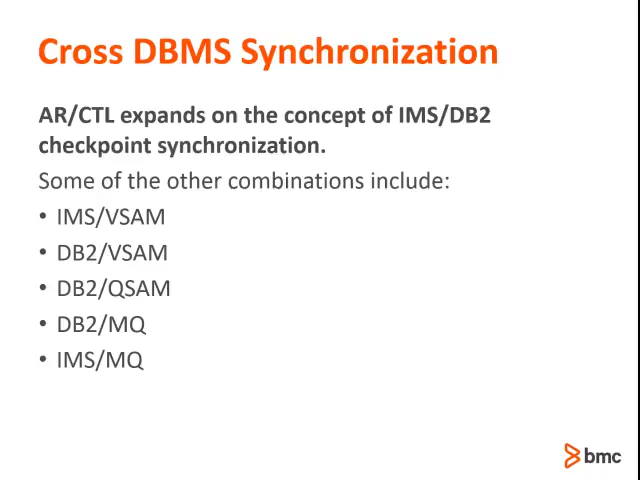 Cross DBMS Synchronization
AR/CTL expands on the concept of IMS/DB2
checkpoint synchronization.
Some of the other combinations include:
• IMS/VSAM
• DB2/VSAM
• DB2/QSAM
• DB2/MQ
• IMS/MQ
bmc